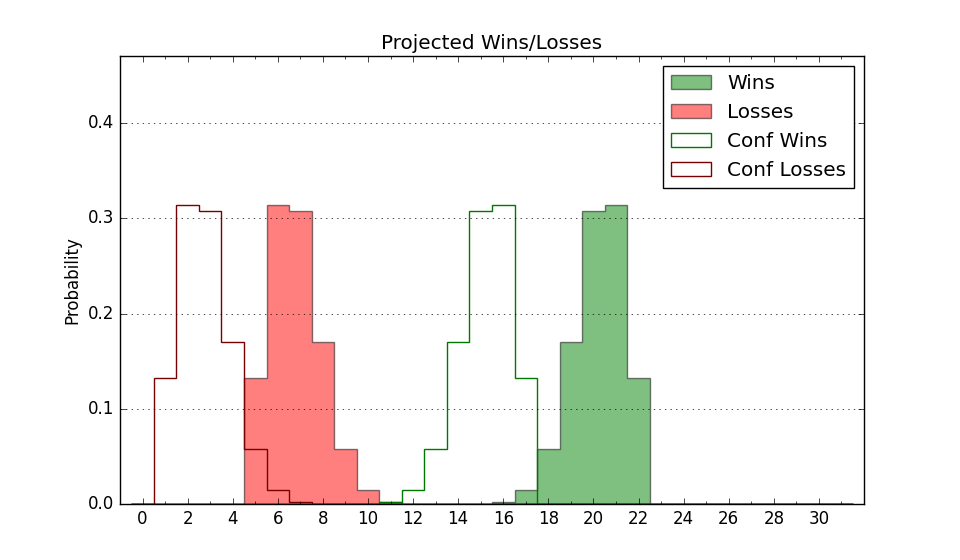 Projected Wins/Losses
Wins
Losses
Conf Wins
Conf Losses
Probability
0.4
0.3
0.2
0.1
0.0
0 2 4 6 8 10 12 14 16 18 20 22 24 26 28 30